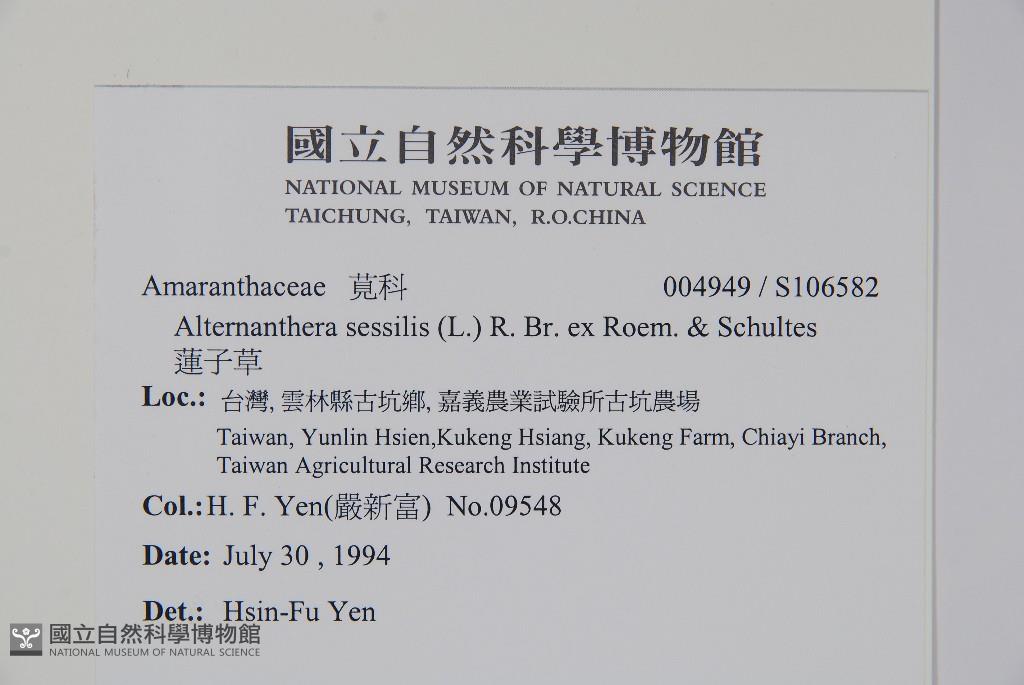 國立自然科學博物館
NATIONAL MUSEUM OF NATURAL SCIENCE
TAICHUNG, TAIWAN, R.O.CHINA
Amaranthaceae 莧科 004949 / S106582
Alternanthera sessilis (L.) R. Br. ex Roem. & Schultes
蓮子草
Loc.: 台灣, 雲林縣古坑鄉, 嘉義農業試驗所古坑農場
Taiwan, Yunlin Hsien,Kukeng Hsiang, Kukeng Farm, Chiayi Branch,
Taiwan Agricultural Research Institute
Col.:H. F. Yen(嚴新富) No.09548
Date: July 30 , 1994
Det.: Hsin-Fu Yen
國立自然科學博物館
NATIONAL MUSEUM OF NATURAL SCIENCE